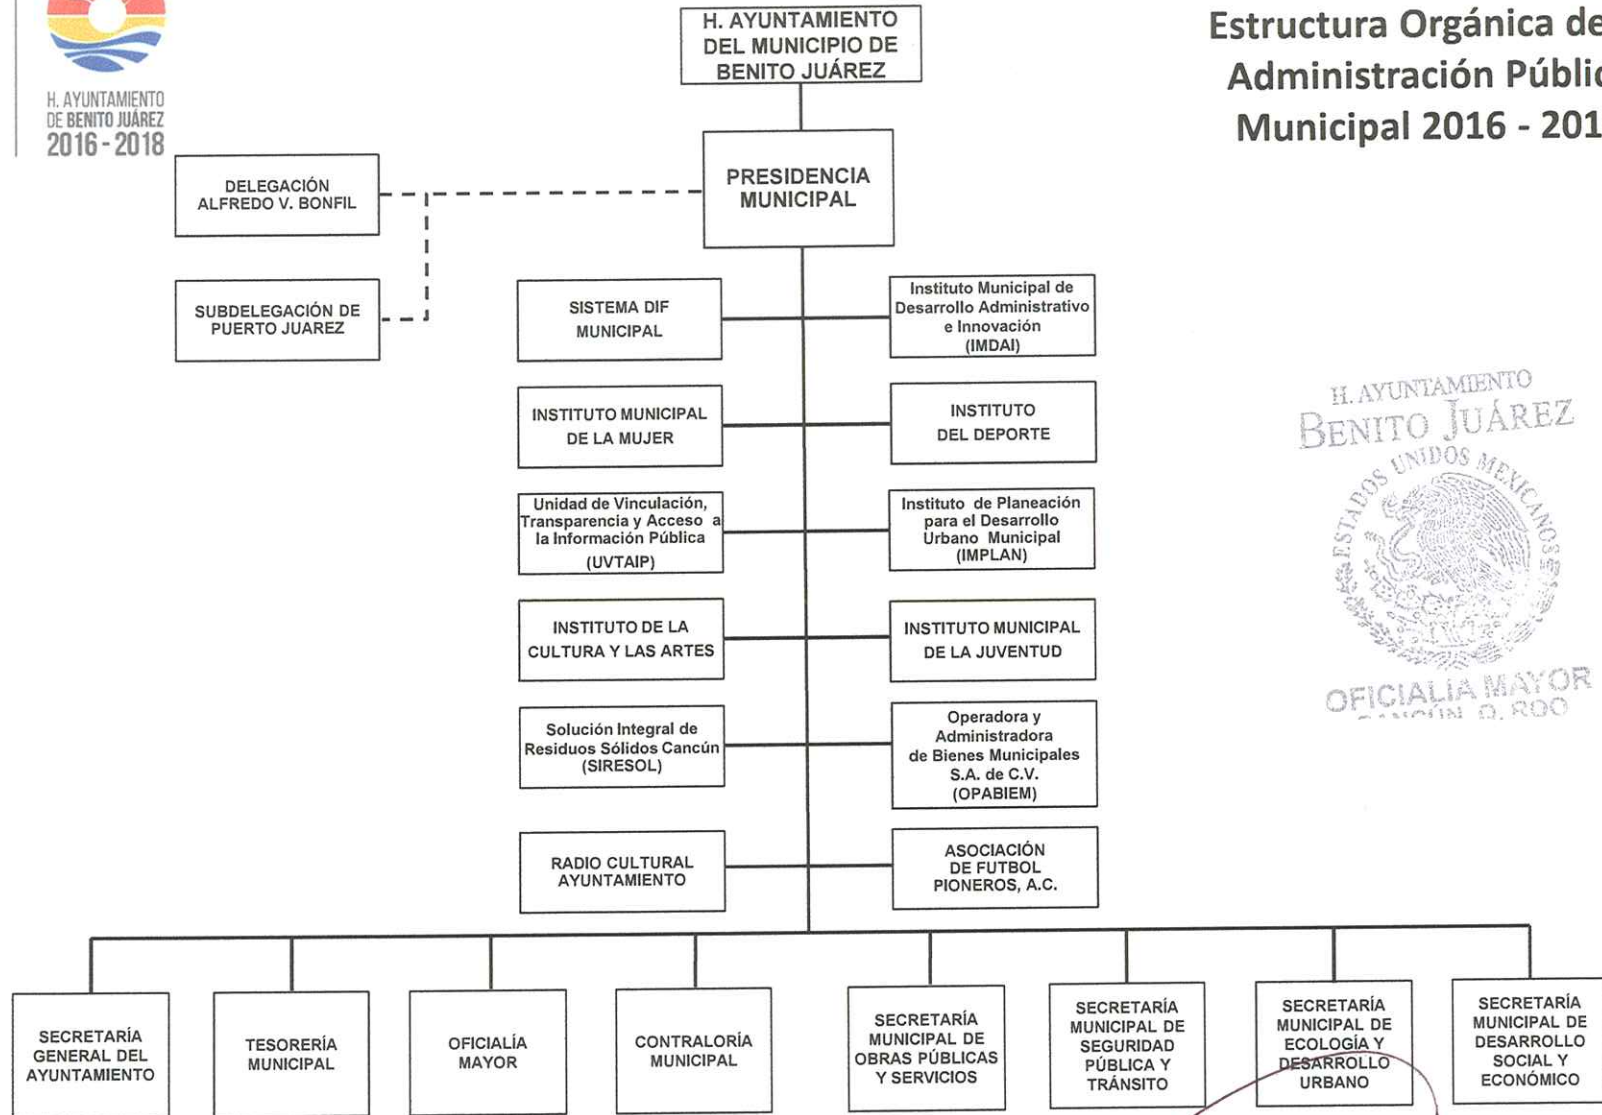 H. AYUNTAMIENTO
DE BENITO JUÁREZ
2016 - 2018
H. AYUNTAMIENTO
DEL MUNICIPIO DE
BENITO JUÁREZ
Estructura Orgánica de
Administración Públic
Municipal 2016 - 201
PRESIDENCIA
MUNICIPAL
DELEGACIÓN
ALFREDO V. BONFIL
SUBDELEGACIÓN DE
PUERTO JUAREZ
SISTEMA DIF
MUNICIPAL
Instituto Municipal de
Desarrollo Administrativo
e Innovación
(IMDAI)
INSTITUTO MUNICIPAL
DE LA MUJER
INSTITUTO
DEL DEPORTE
Unidad de Vinculación,
Transparencia y Acceso a
la Información Pública
(UVTAIP)
Instituto de Planeación
para el Desarrollo
Urbano Municipal
(IMPLAN)
INSTITUTO DE LA
CULTURA Y LAS ARTES
INSTITUTO MUNICIPAL
DE LA JUVENTUD
Solución Integral de
Residuos Sólidos Cancún
(SIRESOL)
Operadora y
Administradora
de Bienes Municipales
S.A. de C.V.
(OPABIEM)
RADIO CULTURAL
AYUNTAMIENTO
ASOCIACIÓN
DE FUTBOL
PIONEROS, A.C.
H. AYUNTAMIENTO
BENITO JUÁREZ
ESTADOS UNIDOS MEXICANOS
OFICIALIA MAYOR
CANCÚN, Q. ROO
SECRETARÍA
GENERAL DEL
AYUNTAMIENTO
TESORERÍA
MUNICIPAL
OFICIALÍA
MAYOR
CONTRALORÍA
MUNICIPAL
SECRETARÍA
MUNICIPAL DE
OBRAS PÚBLICAS
Y SERVICIOS
SECRETARÍA
MUNICIPAL DE
SEGURIDAD
PÚBLICA Y
TRÁNSITO
SECRETARÍA
MUNICIPAL DE
ECOLOGÍA Y
DESARROLLO
URBANO
SECRETARÍA
MUNICIPAL DE
DESARROLLO
SOCIAL Y
ECONÓMICO